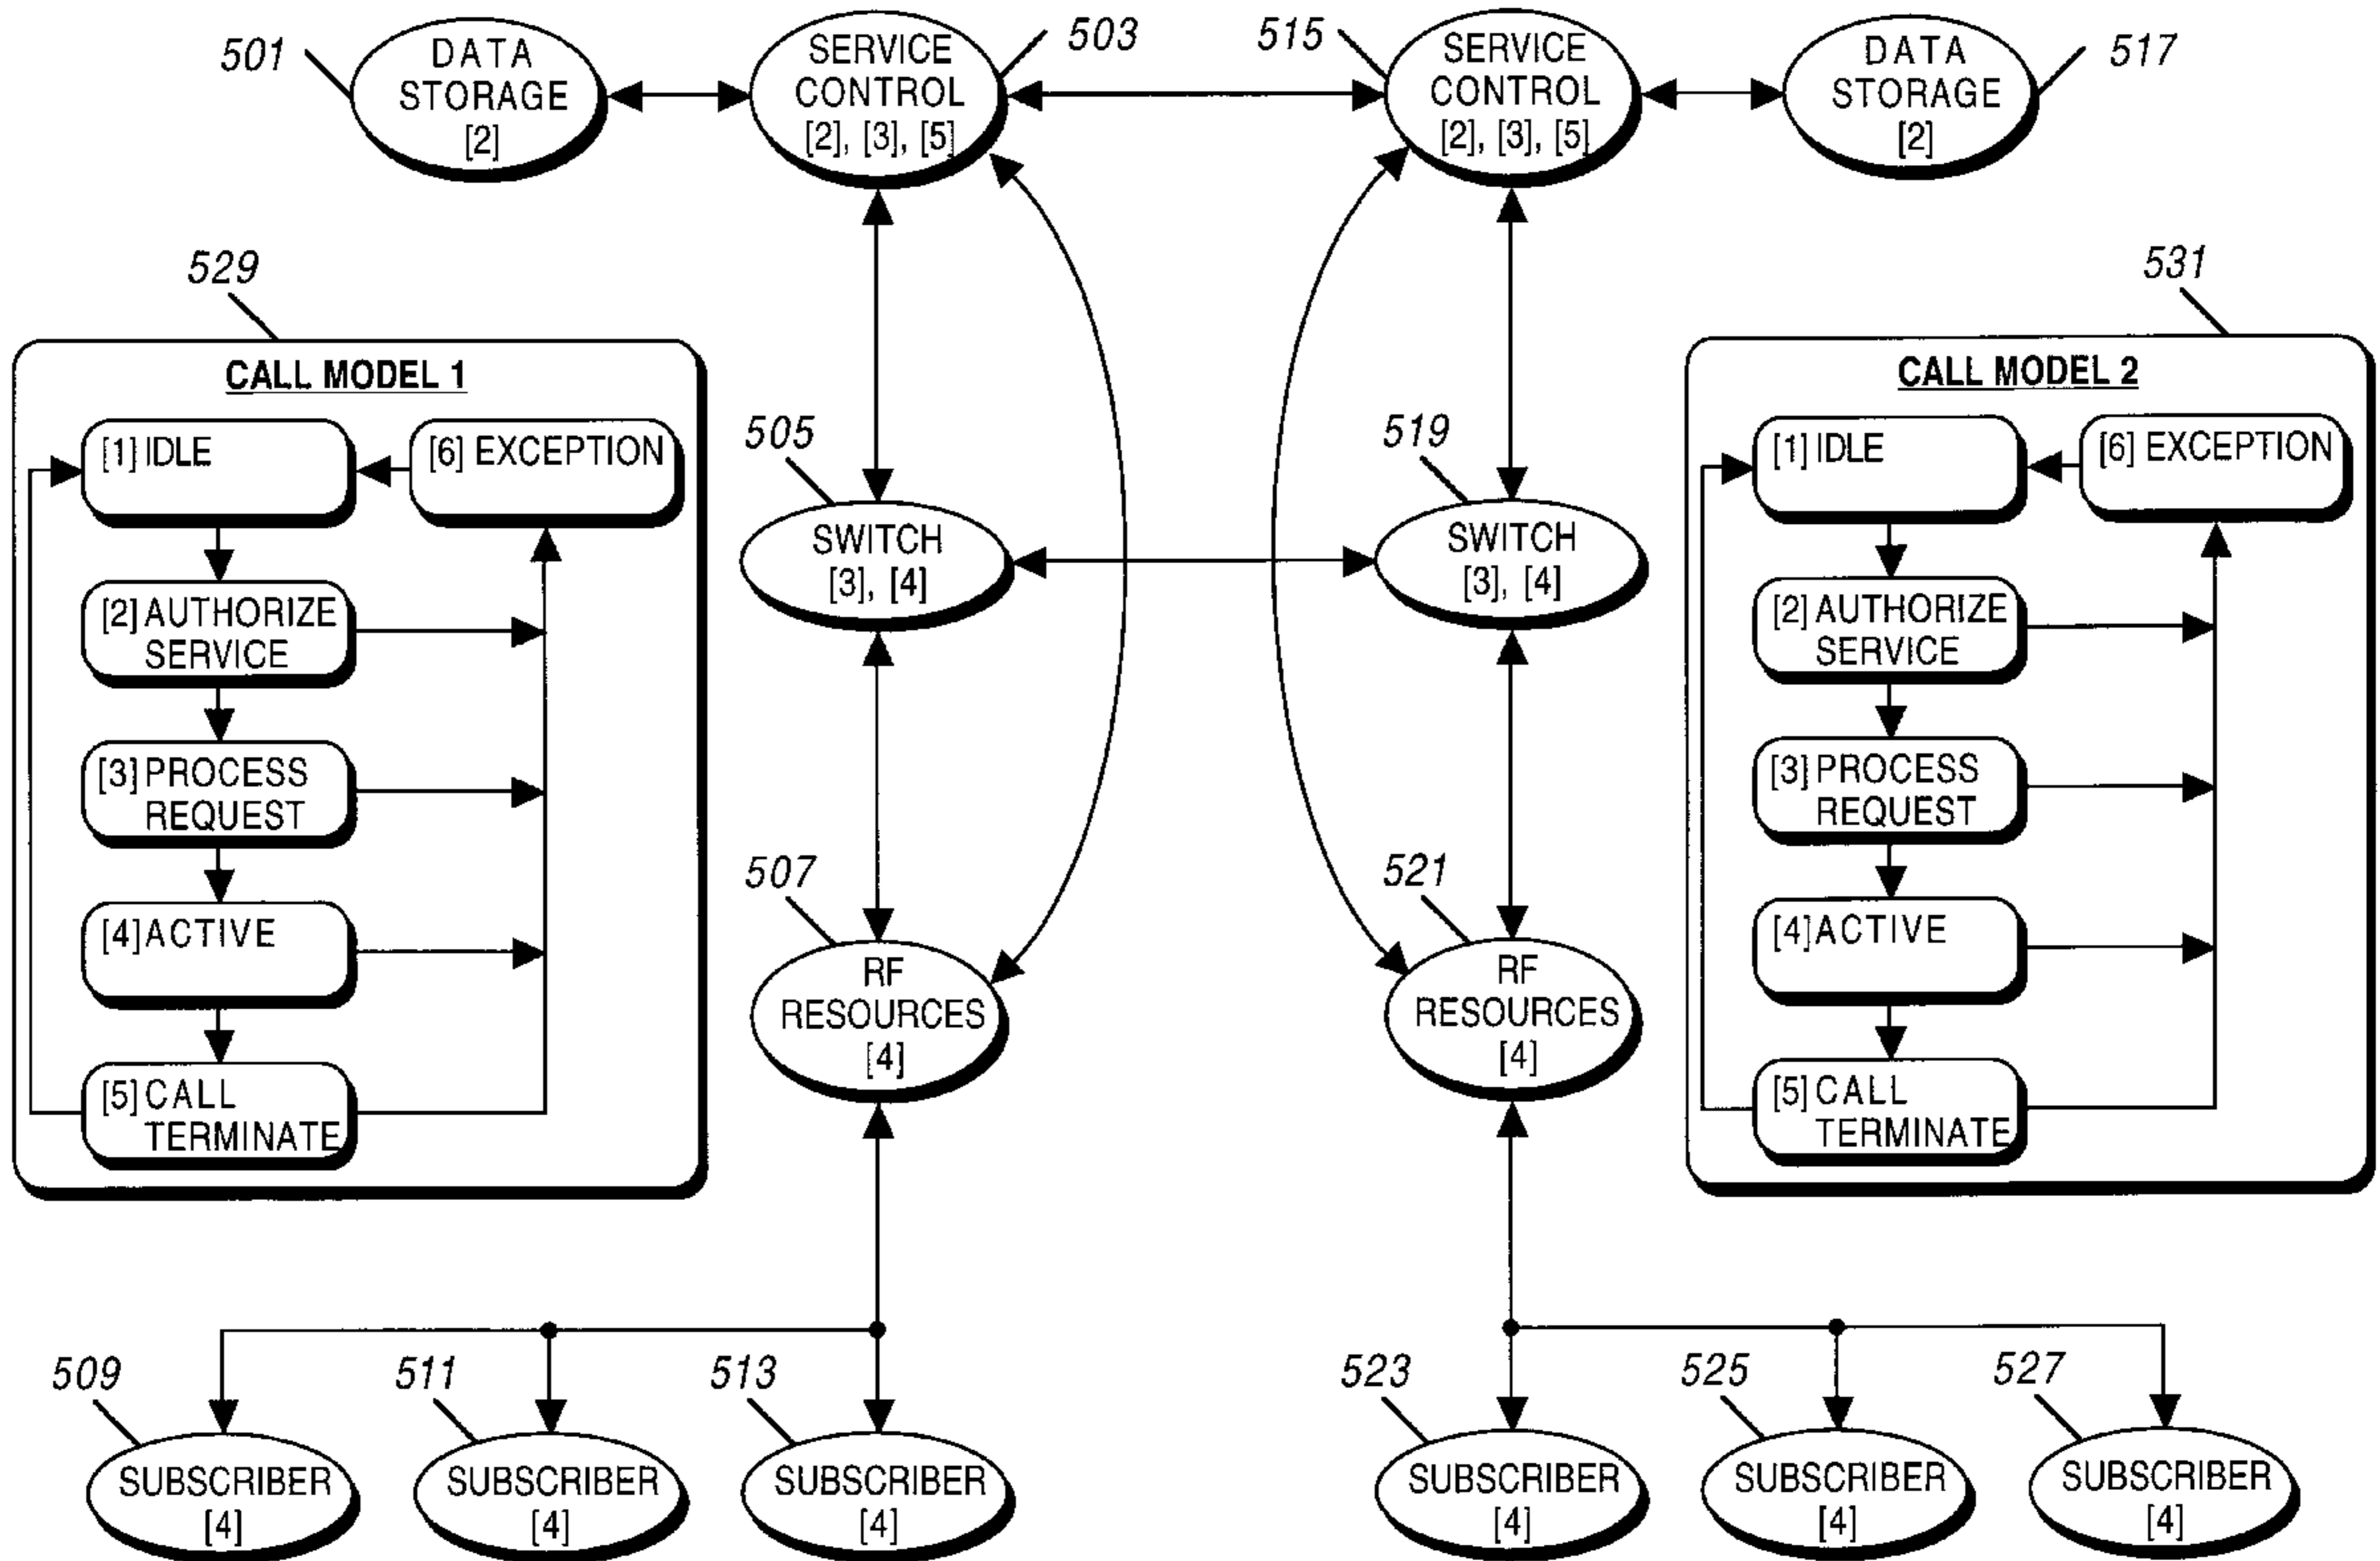 501
DATA
STORAGE
[2]
SERVICE
CONTROL
[2], [3], [5]
503
515
SERVICE
CONTROL
[2], [3], [5]
DATA
STORAGE
[2]
517
529
CALL MODEL 1
[1] IDLE
[6] EXCEPTION
[2] AUTHORIZE
SERVICE
[3] PROCESS
REQUEST
[4] ACTIVE
[5] CALL
TERMINATE
505
SWITCH
[3], [4]
519
SWITCH
[3], [4]
507
RF
RESOURCES
[4]
521
RF
RESOURCES
[4]
531
CALL MODEL 2
[1] IDLE
[6] EXCEPTION
[2] AUTHORIZE
SERVICE
[3] PROCESS
REQUEST
[4] ACTIVE
[5] CALL
TERMINATE
509
SUBSCRIBER
[4]
511
SUBSCRIBER
[4]
513
SUBSCRIBER
[4]
523
SUBSCRIBER
[4]
525
SUBSCRIBER
[4]
527
SUBSCRIBER
[4]